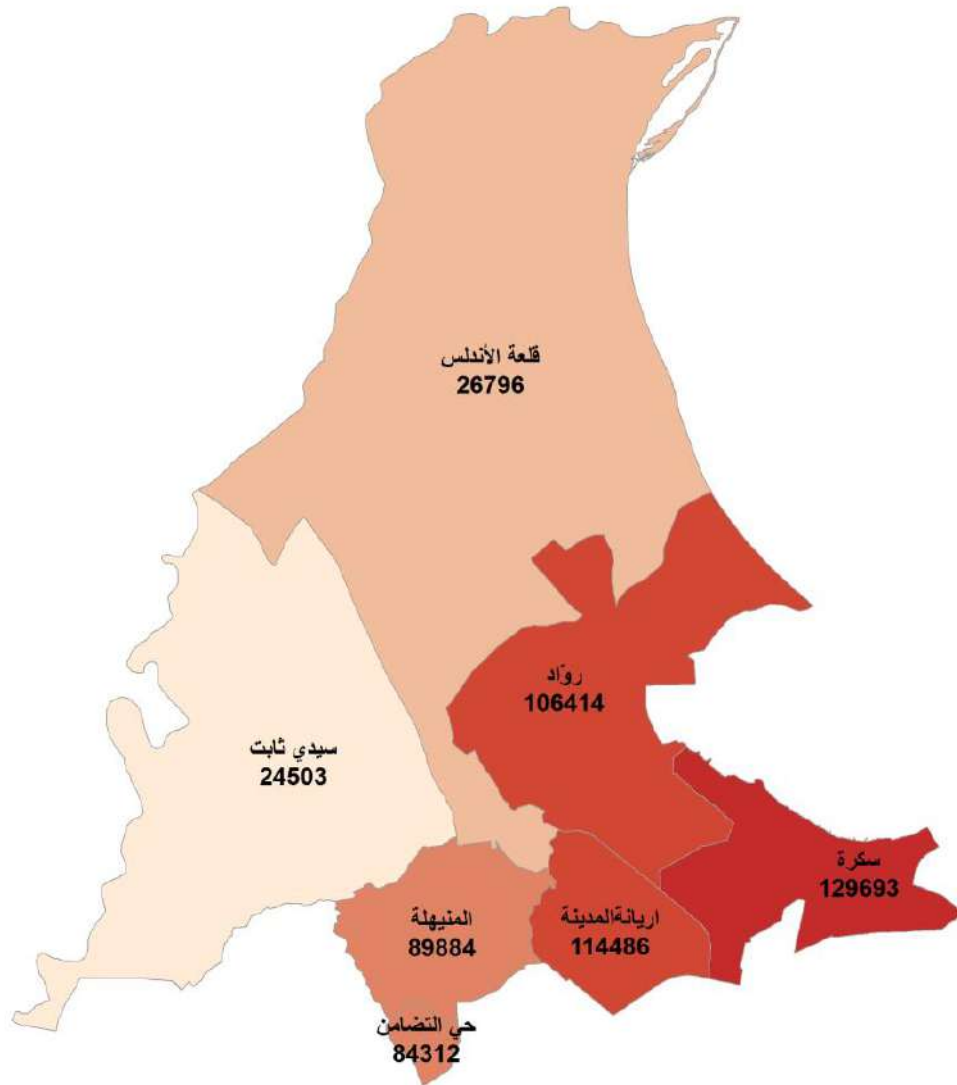 قلعة الأندلس
26796
روّاد
106414
سيدي ثابت
24503
سكرة
129693
المنيهلة
89884
اريانةالمدينة
114486
حي التضامن
84312